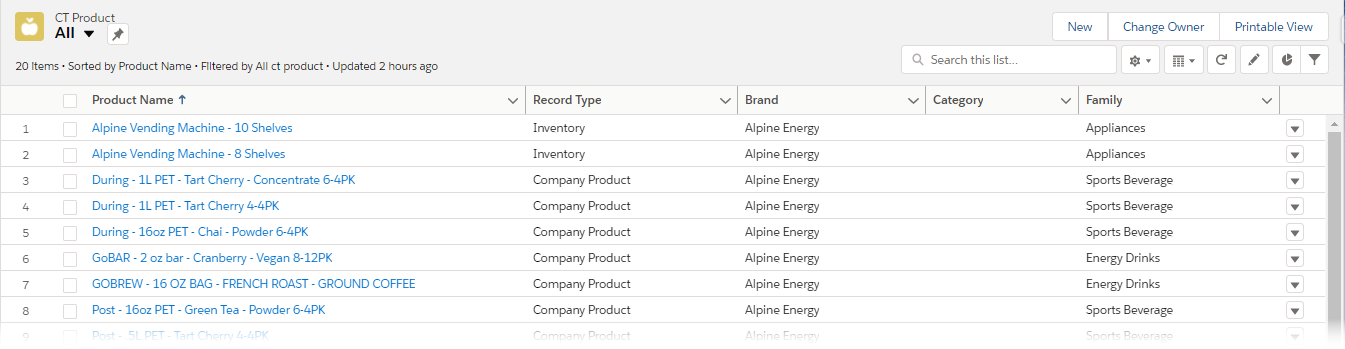 CT Product
All
New Change Owner Printable View
20 Items • Sorted by Product Name • Filtered by All ct product • Updated 2 hours ago
Search this list...
Product Name Record Type Brand Category Family
1 Alpine Vending Machine - 10 Shelves Inventory Alpine Energy Appliances
2 Alpine Vending Machine - 8 Shelves Inventory Alpine Energy Appliances
3 During - 1L PET - Tart Cherry - Concentrate 6-4PK Company Product Alpine Energy Sports Beverage
4 During - 1L PET - Tart Cherry 4-4PK Company Product Alpine Energy Sports Beverage
5 During - 16oz PET - Chai - Powder 6-4PK Company Product Alpine Energy Sports Beverage
6 GoBAR - 2 oz bar - Cranberry - Vegan 8-12PK Company Product Alpine Energy Energy Drinks
7 GOBREW - 16 OZ BAG - FRENCH ROAST - GROUND COFFEE Company Product Alpine Energy Energy Drinks
8 Post - 16oz PET - Green Tea - Powder 6-4PK Company Product Alpine Energy Sports Beverage
9 Post - .5L PET - Tart Cherry 4-4PK Company Product Alpine Energy Sports Beverage